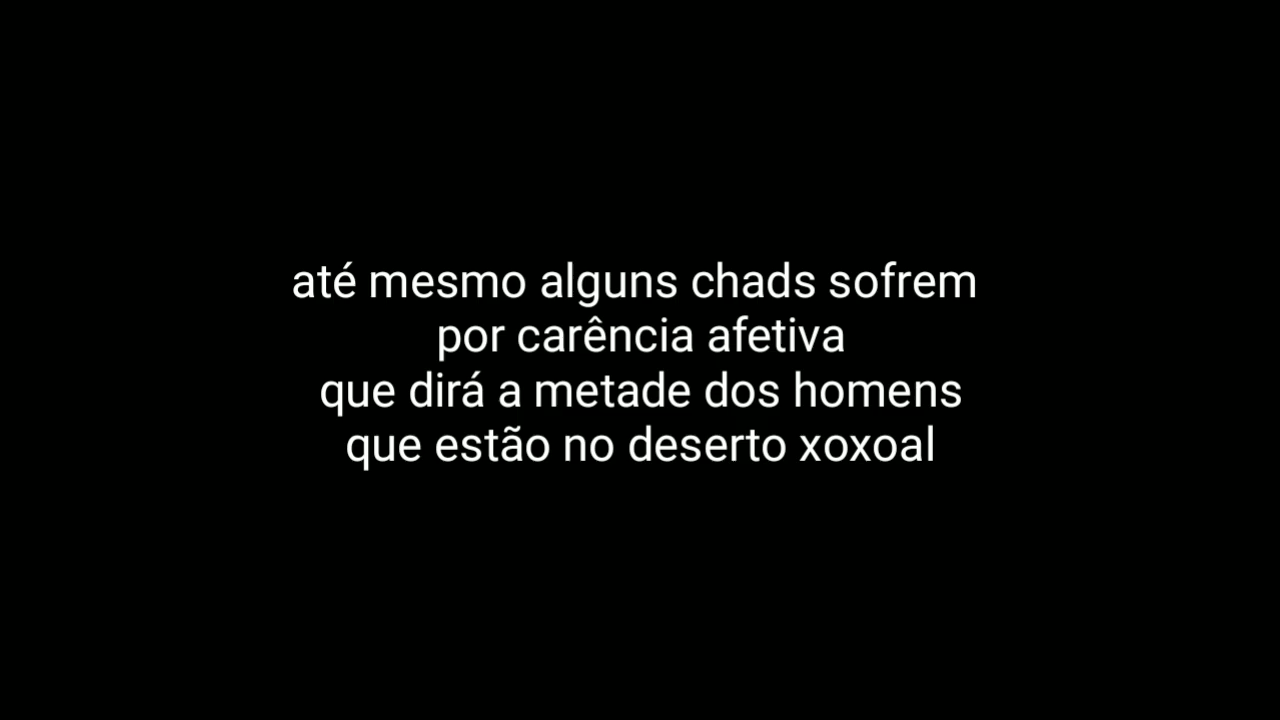 até mesmo alguns chads sofrem
por carência afetiva
que dirá a metade dos homens
que estão no deserto xoxoal